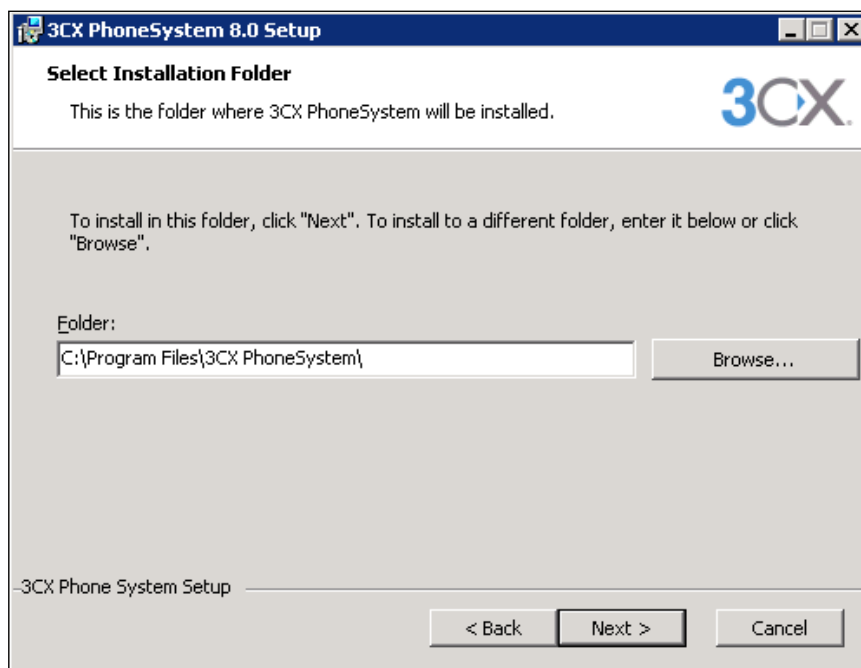 3CX PhoneSystem 8.0 Setup
Select Installation Folder
This is the folder where 3CX PhoneSystem will be installed.
3CX
To install in this folder, click "Next". To install to a different folder, enter it below or click
"Browse".
Folder:
C:\Program Files\3CX PhoneSystem\
Browse...
3CX Phone System Setup
< Back
Next >
Cancel